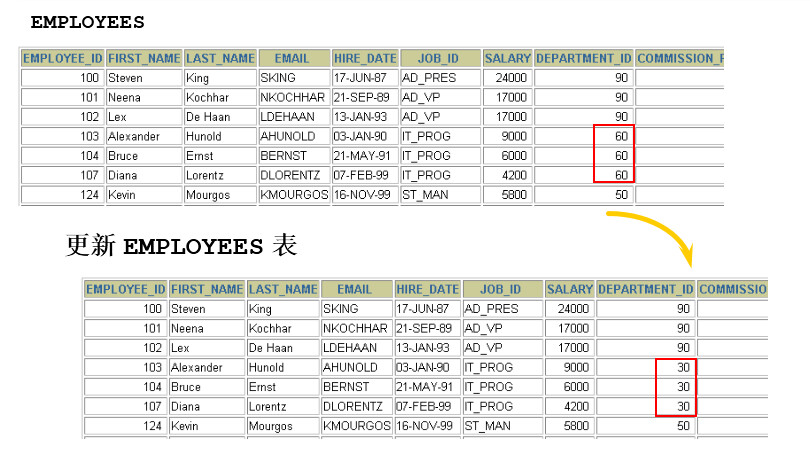 EMPLOYEES
EMPLOYEE_ID FIRST_NAME LAST_NAME EMAIL HIRE_DATE JOB_ID SALARY DEPARTMENT_ID COMMISSION_P
100 Steven King SKING 17-JUN-87 AD_PRES 24000 90
101 Neena Kochhar NKOCHHAR 21-SEP-89 AD_VP 17000 90
102 Lex De Haan LDEHAAN 13-JAN-93 AD_VP 17000 90
103 Alexander Hunold AHUNOLD 03-JAN-90 IT_PROG 9000 60
104 Bruce Ernst BERNST 21-MAY-91 IT_PROG 6000 60
107 Diana Lorentz DLORENTZ 07-FEB-99 IT_PROG 4200 60
124 Kevin Mourgos KMOURGOS 16-NOV-99 ST_MAN 5800 50
更新 EMPLOYEES 表
EMPLOYEE_ID FIRST_NAME LAST_NAME EMAIL HIRE_DATE JOB_ID SALARY DEPARTMENT_ID COMMISSIO
100 Steven King SKING 17-JUN-87 AD_PRES 24000 90
101 Neena Kochhar NKOCHHAR 21-SEP-89 AD_VP 17000 90
102 Lex De Haan LDEHAAN 13-JAN-93 AD_VP 17000 90
103 Alexander Hunold AHUNOLD 03-JAN-90 IT_PROG 9000 30
104 Bruce Ernst BERNST 21-MAY-91 IT_PROG 6000 30
107 Diana Lorentz DLORENTZ 07-FEB-99 IT_PROG 4200 30
124 Kevin Mourgos KMOURGOS 16-NOV-99 ST_MAN 5800 50